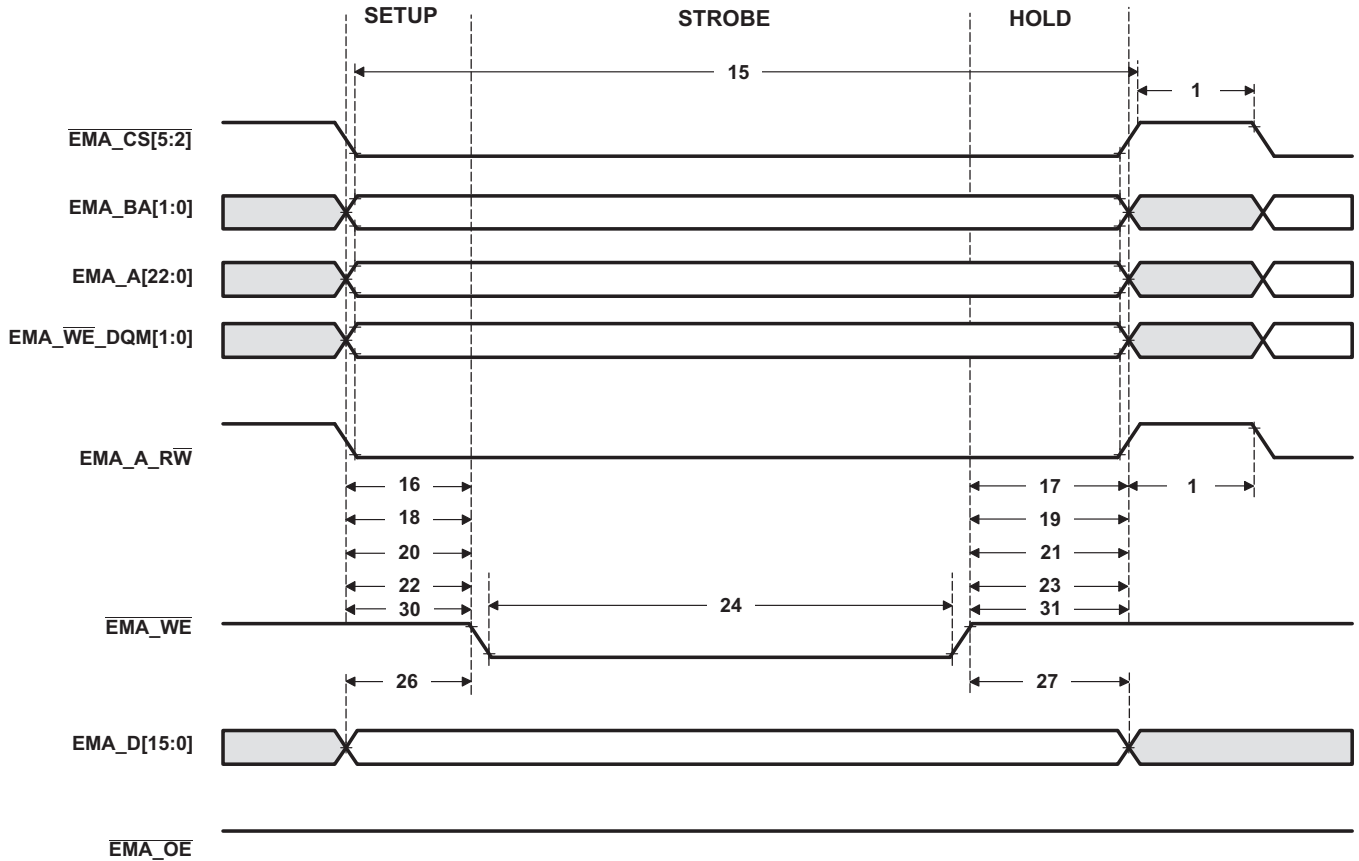 SETUP STROBE HOLD
15
1
EMA_CS[5:2]
EMA_BA[1:0]
EMA_A[22:0]
EMA_WE_DQM[1:0]
EMA_A_RW
16 17 1
18 19
20 21
22 23
24
30 31
EMA_WE
26 27
EMA_D[15:0]
EMA_OE